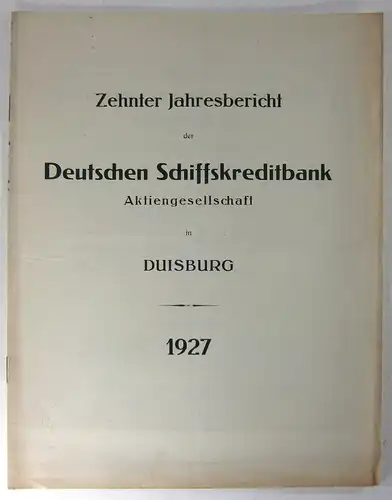 Zehnter Jahresbericht
der
Deutschen Schiffskreditbank
Aktiengesellschaft
in
DUISBURG
1927